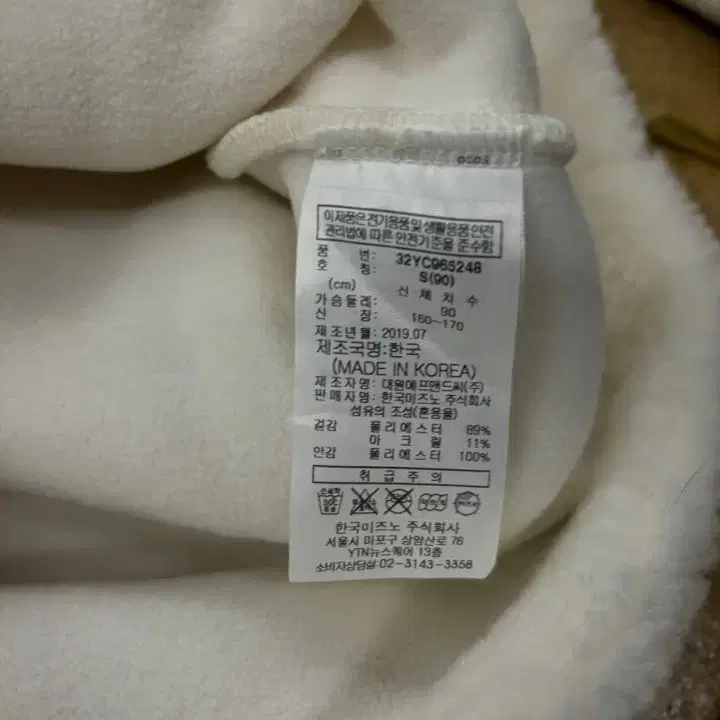 0503
이제품은전기용품및생활용품안전
관리법에 따른 안전기준을 준수함
품 번: 32YC965248
호 칭: S(90)
(cm) 신 체 치 수
가슴둘레: 90
신 장: 160~170
제조년월: 2019.07
제조국명:한국
(MADE IN KOREA)
제조자명: 대원에프앤드씨(주)
판매자명: 한국미즈노 주식회사
섬유의 조성(혼용율)
겉감 폴리에스터 89%
아 크 릴 11%
안감 폴리에스터 100%
취 급 주 의
한국미즈노 주식회사
서울시 마포구 상암산로 76
YTN뉴스퀘어 13층
소비자상담실:02-3143-3358